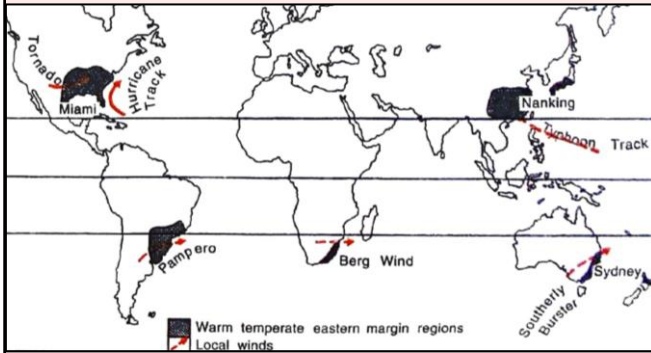 Tornado
Miami
Hurricane
Track
Nanking
Typhoon Track
Pampero
Berg Wind
Sydney
Southerly
Burster
Warm temperate eastern margin regions
Local winds